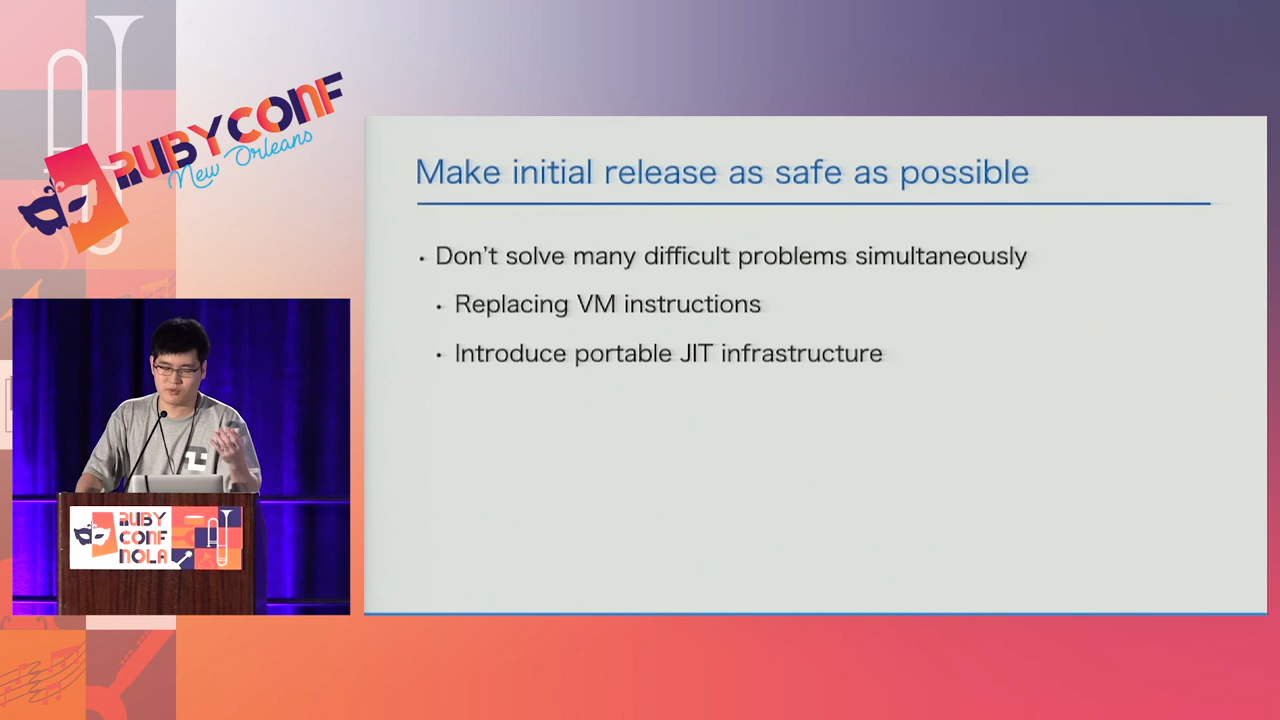 RUBYCONF
New Orleans
Make initial release as safe as possible
• Don't solve many difficult problems simultaneously
• Replacing VM instructions
• Introduce portable JIT infrastructure
RUBY
CONF
NOLA